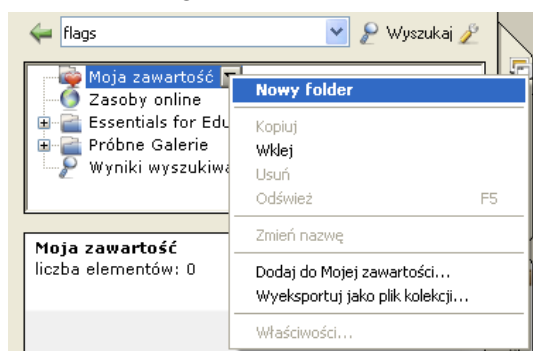 flags
Wyszukaj
Moja zawartość
Zasoby online
Essentials for Edu
Próbne Galerie
Wyniki wyszukiwa
Nowy folder
Kopiuj
Wklej
Usuń
Odśwież F5
Zmień nazwę
Dodaj do Mojej zawartości...
Wyeksportuj jako plik kolekcji...
Właściwości...
Moja zawartość
liczba elementów: 0